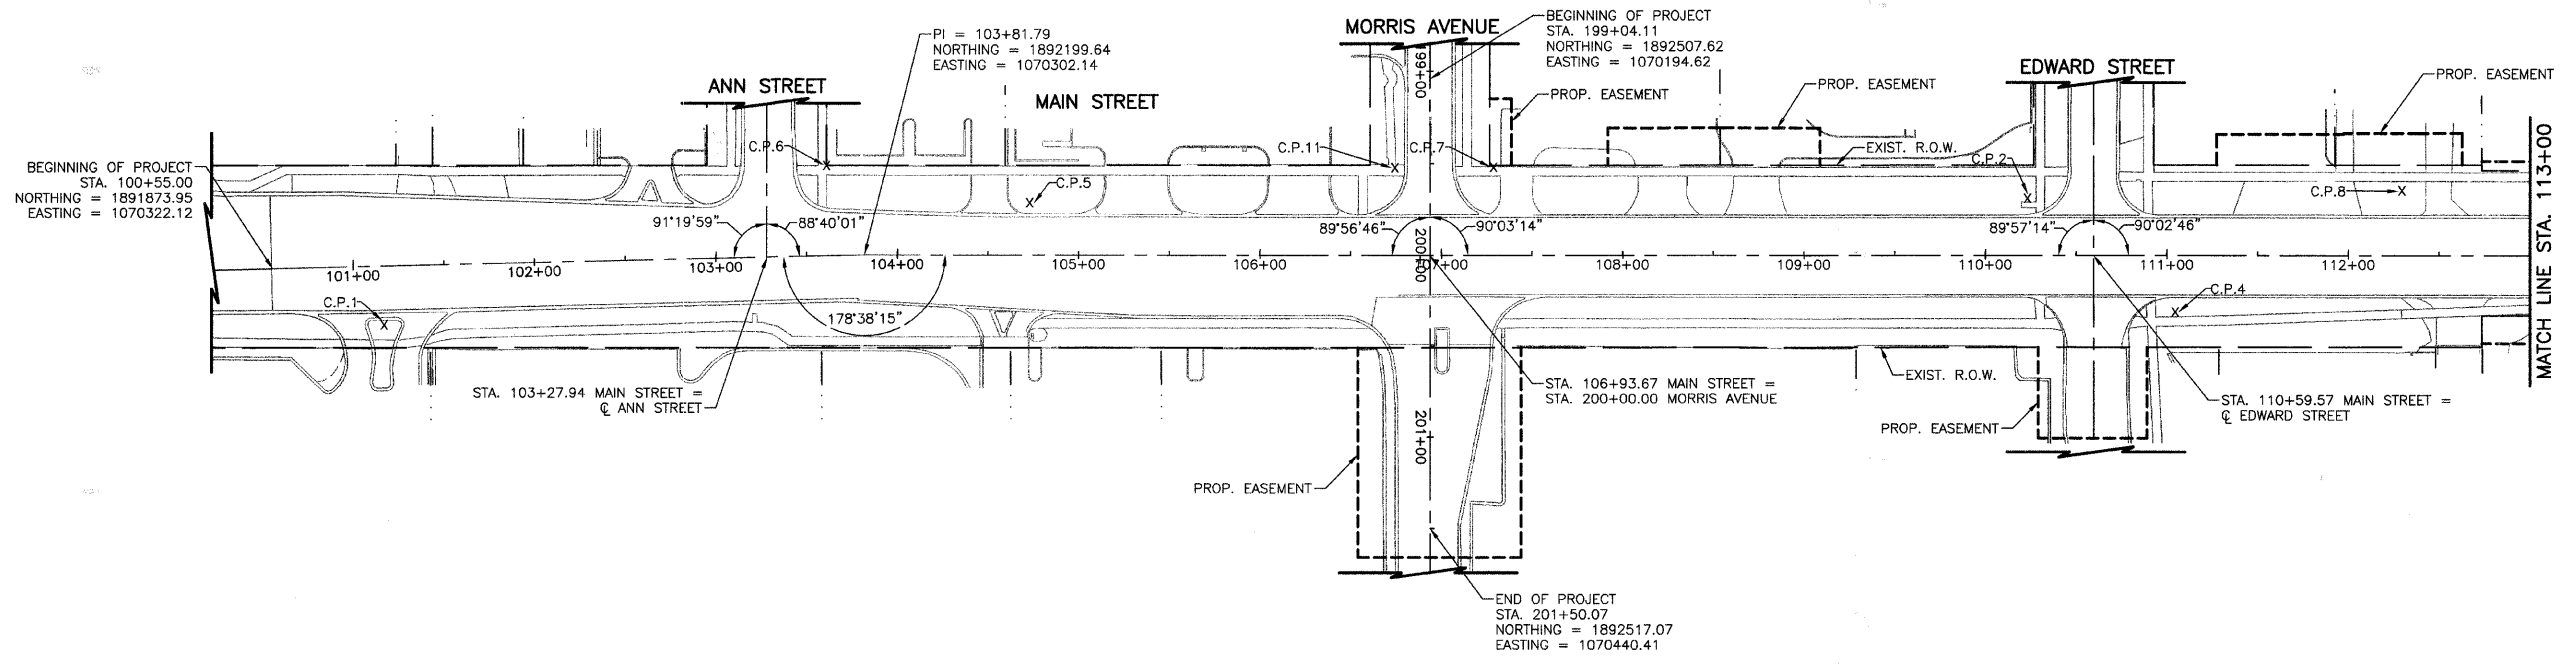 MORRIS AVENUE
BEGINNING OF PROJECT
STA. 199+04.11
NORTHING = 1892507.62
EASTING = 1070194.62
PI = 103+81.79
NORTHING = 1892199.64
EASTING = 1070302.14
ANN STREET
MAIN STREET
EDWARD STREET
PROP. EASEMENT
PROP. EASEMENT
PROP. EASEMENT
199+00
C.P.6
C.P.11
C.P.7
EXIST. R.O.W.
C.P.2
BEGINNING OF PROJECT
STA. 100+55.00
NORTHING = 1891873.95
EASTING = 1070322.12
C.P.5
C.P.8
91°19'59"
88°40'01"
89°56'46"
90°03'14"
89°57'14"
90°02'46"
200+00
101+00
102+00
103+00
104+00
105+00
106+00
107+00
108+00
109+00
110+00
111+00
112+00
MATCH LINE STA. 113+00
C.P.1
C.P.4
178°38'15"
STA. 103+27.94 MAIN STREET =
℄ ANN STREET
STA. 106+93.67 MAIN STREET =
STA. 200+00.00 MORRIS AVENUE
EXIST. R.O.W.
STA. 110+59.57 MAIN STREET =
℄ EDWARD STREET
PROP. EASEMENT
201+00
PROP. EASEMENT
END OF PROJECT
STA. 201+50.07
NORTHING = 1892517.07
EASTING = 1070440.41